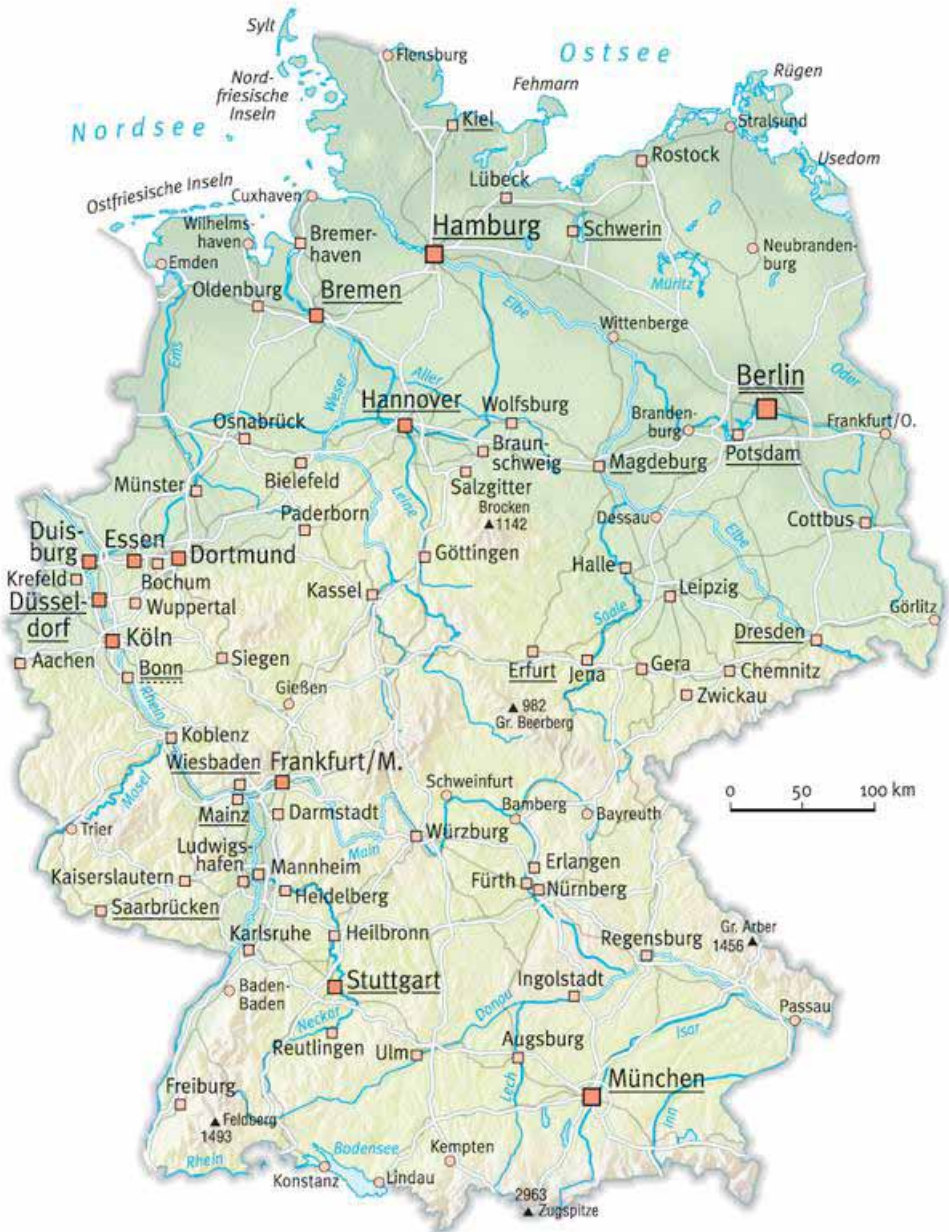 Sylt
Flensburg
Ostsee
Nord-
friesische
Inseln
Fehmarn
Rügen
Nordsee
Kiel
Stralsund
Rostock
Usedom
Ostfriesische Inseln
Cuxhaven
Lübeck
Wilhelms-
haven
Bremer-
haven
Hamburg
Schwerin
Neubranden-
burg
Emden
Müritz
Oldenburg
Bremen
Elbe
Wittenberge
Ems
Weser
Aller
Berlin
Oder
Hannover
Wolfsburg
Branden-
burg
Frankfurt/O.
Osnabrück
Braun-
schweig
Potsdam
Magdeburg
Bielefeld
Salzgitter
Münster
Leine
Brocken
1142
Paderborn
Dessau
Elbe
Cottbus
Duis-
burg
Essen
Dortmund
Göttingen
Halle
Krefeld
Bochum
Kassel
Leipzig
Düssel-
dorf
Wuppertal
Saale
Görlitz
Köln
Dresden
Aachen
Siegen
Erfurt
Jena
Gera
Chemnitz
Bonn
Zwickau
Rhein
Gießen
982
Gr. Beerberg
Koblenz
Wiesbaden
Frankfurt/M.
Mosel
Schweinfurt
0 50 100 km
Mainz
Darmstadt
Bamberg
Bayreuth
Trier
Main
Würzburg
Ludwigs-
hafen
Mannheim
Erlangen
Kaiserslautern
Heidelberg
Fürth
Nürnberg
Saarbrücken
Karlsruhe
Heilbronn
Regensburg
Gr. Arber
1456
Baden-
Baden
Stuttgart
Ingolstadt
Donau
Passau
Neckar
Isar
Reutlingen
Ulm
Augsburg
Lech
München
Freiburg
Feldberg
1493
Inn
Bodensee
Kempten
Rhein
Konstanz
Lindau
2963
Zugspitze